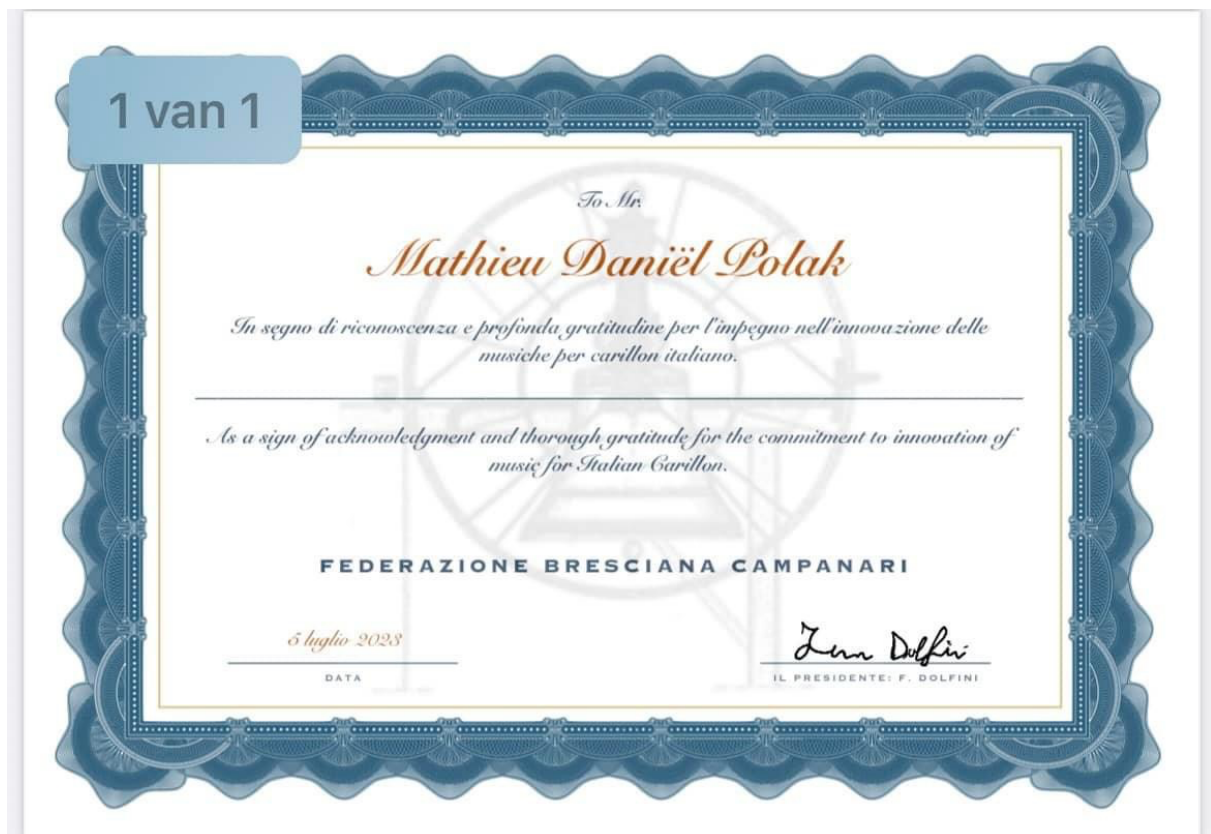 1 van 1
To Mr.
Mathieu Daniël Polak
In segno di riconoscenza e profonda gratitudine per l'impegno nell'innovazione delle
musiche per carillon italiano.
As a sign of acknowledgment and thorough gratitude for the commitment to innovation of
music for Italian Carillon.
FEDERAZIONE BRESCIANA CAMPANARI
5 luglio 2023
DATA
IL PRESIDENTE: F. DOLFINI